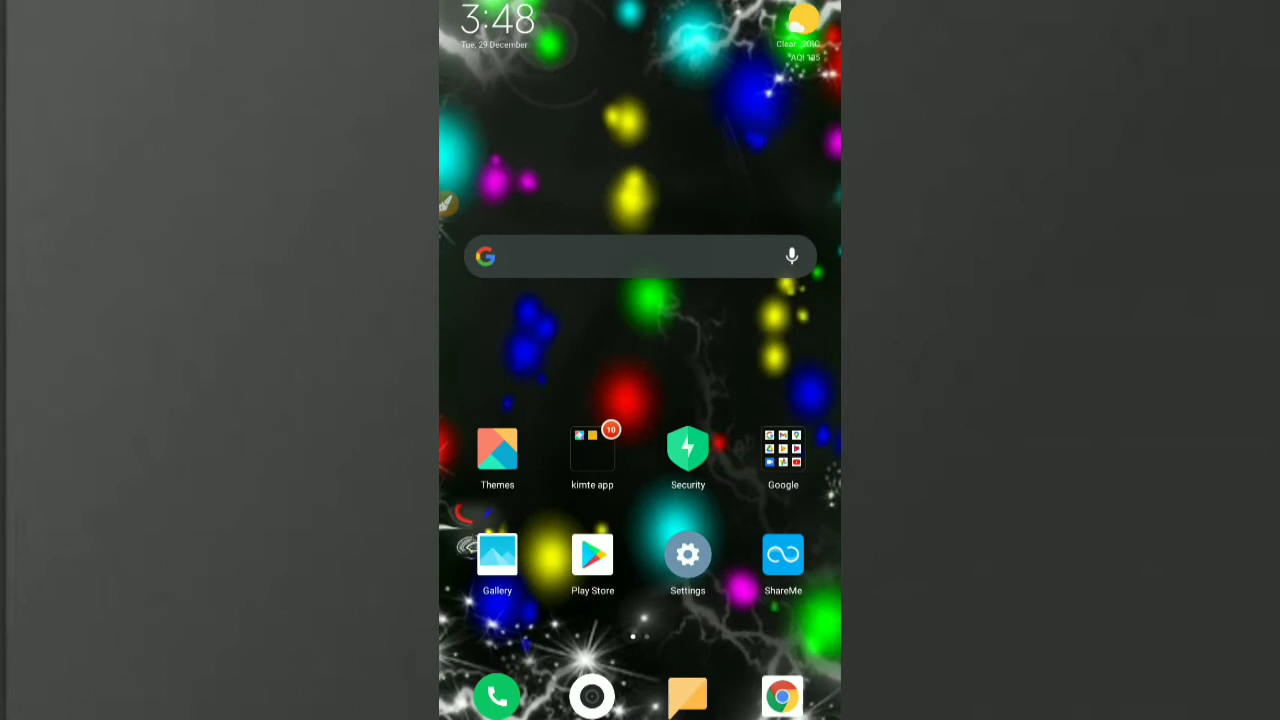 3:48
Tue, 29 December
Clear 20°C
AQI 185
10
Themes
kimte app
Security
Google
Gallery
Play Store
Settings
ShareMe